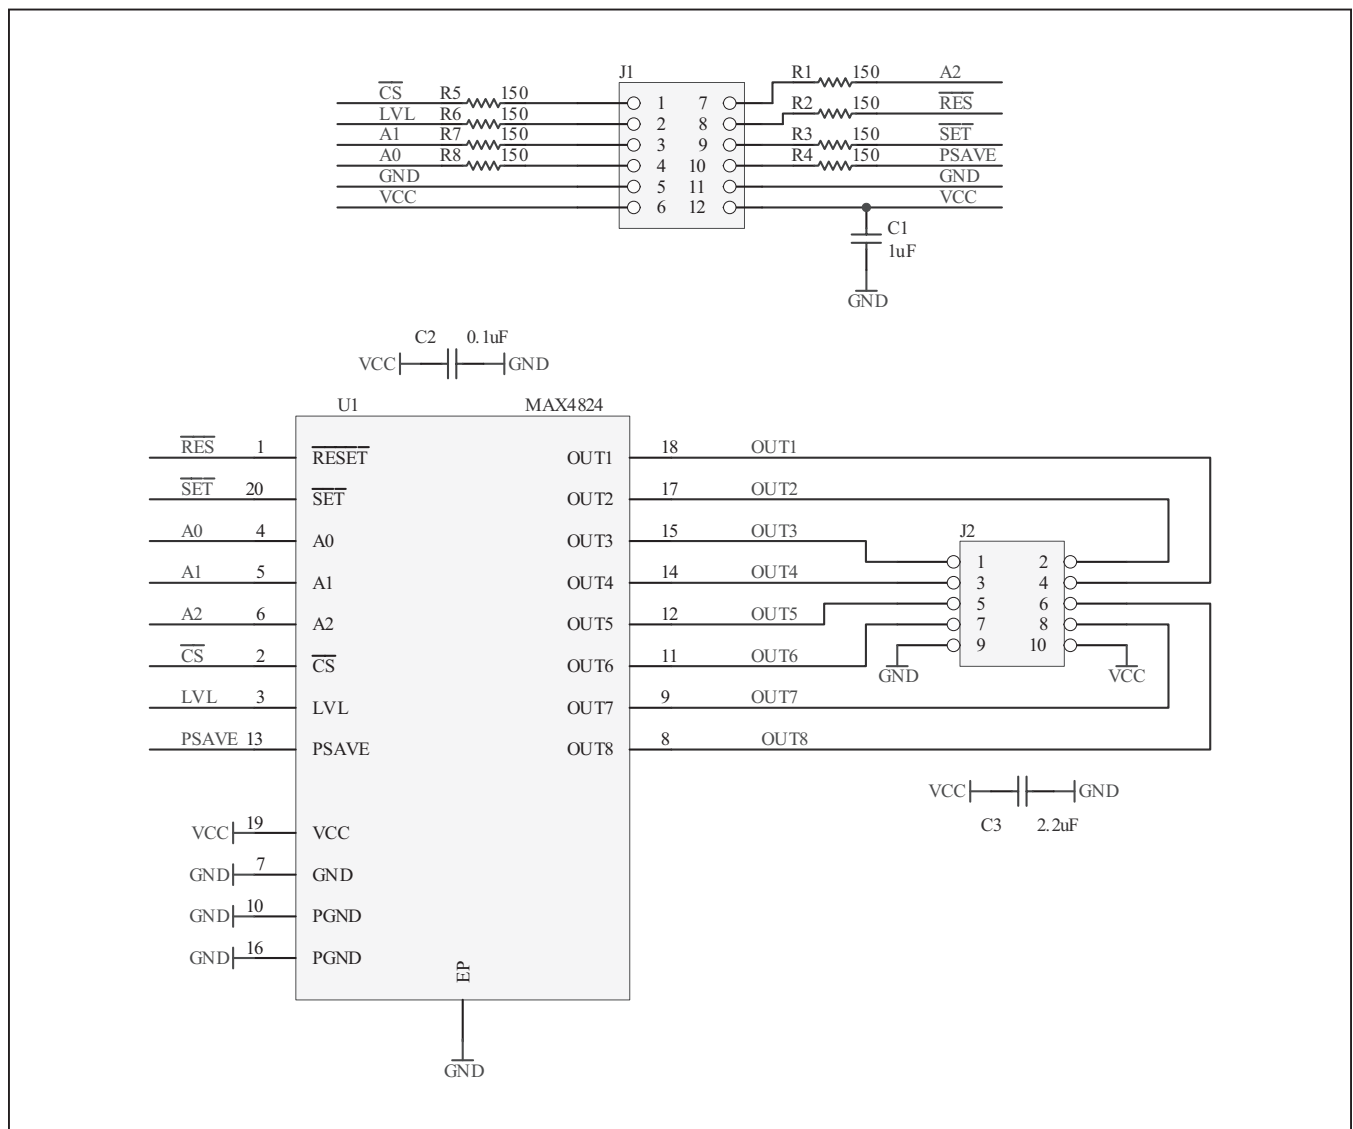 J1
R1 150 A2
CS R5 150 1 7
R2 150 RES
LVL R6 150 2 8
A1 R7 150 3 9 R3 150 SET
A0 R8 150 4 10 R4 150 PSAVE
GND 5 11 GND
VCC 6 12 VCC
C1
1uF
GND
C2 0.1uF
VCC GND
U1 MAX4824
RES 1 RESET OUT1 18 OUT1
SET 20 SET OUT2 17 OUT2
A0 4 A0 OUT3 15 OUT3
J2
1 2
A1 5 A1 OUT4 14 OUT4 3 4
5 6
A2 6 A2 OUT5 12 OUT5 7 8
9 10
CS 2 CS OUT6 11 OUT6 GND VCC
LVL 3 LVL OUT7 9 OUT7
PSAVE 13 PSAVE OUT8 8 OUT8
VCC GND
C3 2.2uF
VCC 19 VCC
GND 7 GND
GND 10 PGND
GND 16 PGND
EP
GND